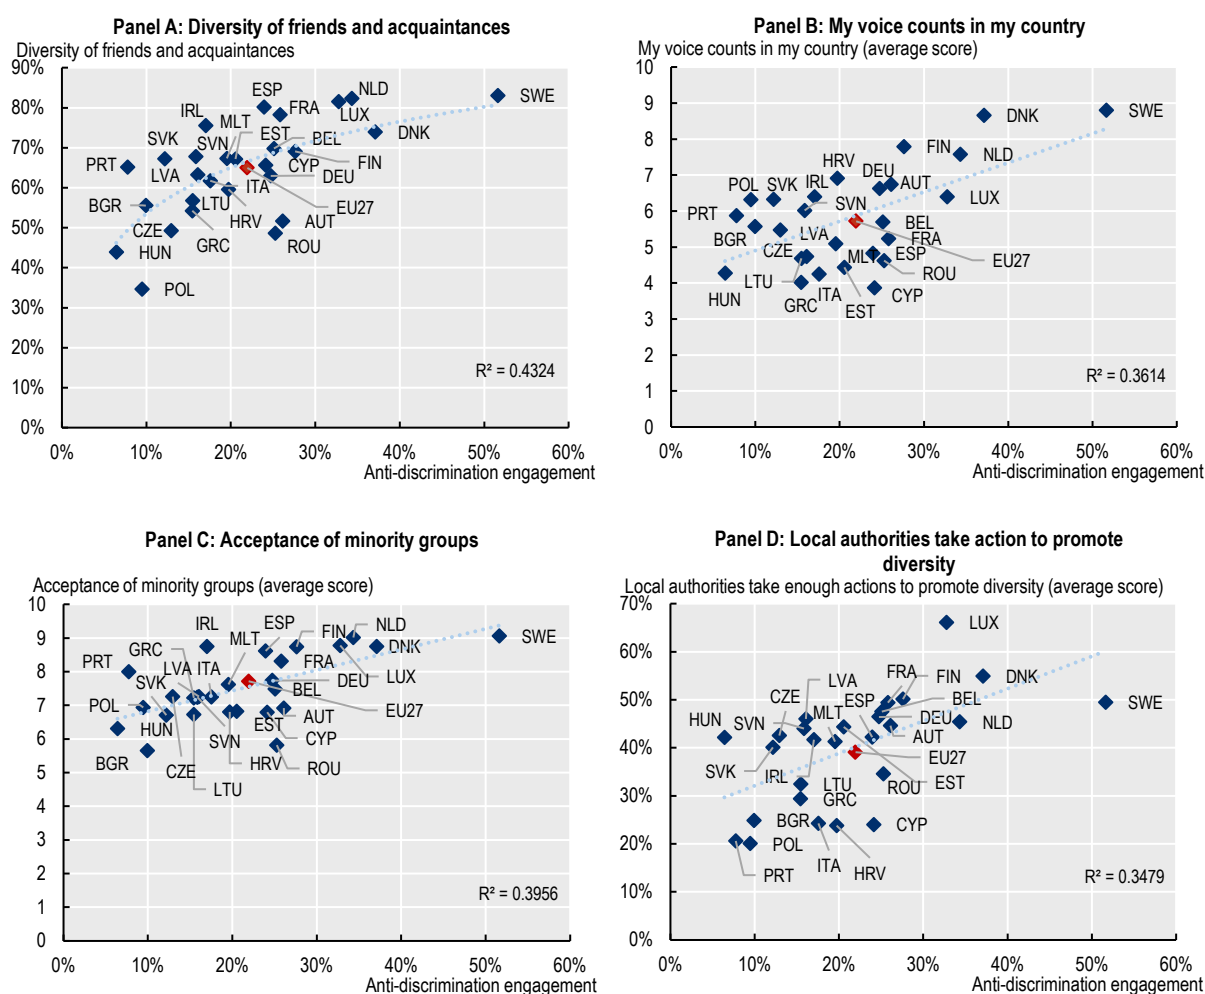 Panel A: Diversity of friends and acquaintances
Diversity of friends and acquaintances
90%
80%
70%
60%
50%
40%
30%
20%
10%
0%
ESP
NLD
SWE
IRL
MLT
FRA
LUX
SVK
SVN
EST
BEL
DNK
PRT
LVA
CYP
FIN
ITA
DEU
BGR
LTU
HRV
EU27
CZE
AUT
GRC
ROU
HUN
POL
R² = 0.4324
0% 10% 20% 30% 40% 50% 60%
Anti-discrimination engagement
Panel B: My voice counts in my country
My voice counts in my country (average score)
10
9
8
7
6
5
4
3
2
1
0
DNK
SWE
FIN
NLD
HRV
DEU
AUT
POL
SVK
IRL
LUX
PRT
SVN
BGR
LVA
BEL
FRA
CZE
MLT
ESP
EU27
LTU
ROU
HUN
GRC
ITA
EST
CYP
R² = 0.3614
0% 10% 20% 30% 40% 50% 60%
Anti-discrimination engagement
Panel C: Acceptance of minority groups
Acceptance of minority groups (average score)
10
9
8
7
6
5
4
3
2
1
0
IRL
ESP
NLD
GRC
MLT
FIN
DNK
SWE
PRT
LVA
ITA
FRA
LUX
SVK
DEU
BEL
POL
EU27
HUN
EST
AUT
SVN
CYP
BGR
CZE
HRV
ROU
LTU
R² = 0.3956
0% 10% 20% 30% 40% 50% 60%
Anti-discrimination engagement
Panel D: Local authorities take action to promote
diversity
Local authorities take enough actions to promote diversity (average score)
70%
60%
50%
40%
30%
20%
10%
0%
LUX
FRA
FIN
DNK
LVA
CZE
ESP
BEL
SWE
HUN
SVN
MLT
DEU
NLD
AUT
SVK
IRL
EU27
LTU
ROU
EST
GRC
BGR
CYP
POL
ITA
HRV
PRT
R² = 0.3479
0% 10% 20% 30% 40% 50% 60%
Anti-discrimination engagement